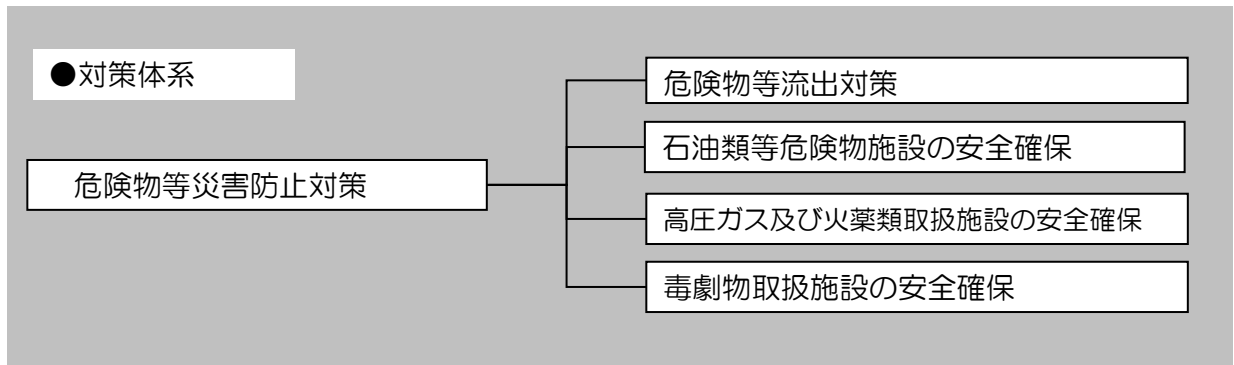 ●対策体系
危険物等災害防止対策
危険物等流出対策
石油類等危険物施設の安全確保
高圧ガス及び火薬類取扱施設の安全確保
毒劇物取扱施設の安全確保